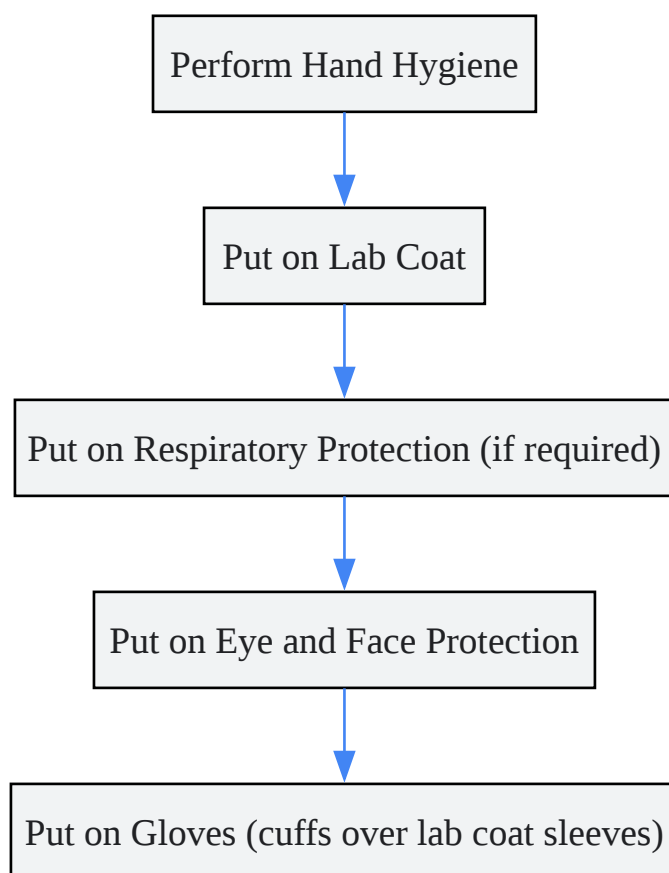 Perform Hand Hygiene
Put on Lab Coat
Put on Respiratory Protection (if required)
Put on Eye and Face Protection
Put on Gloves (cuffs over lab coat sleeves)